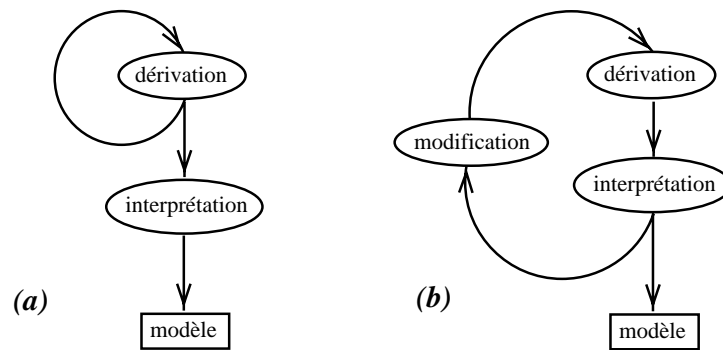 dérivation
interprétation
modèle
(a)
dérivation
modification
interprétation
modèle
(b)